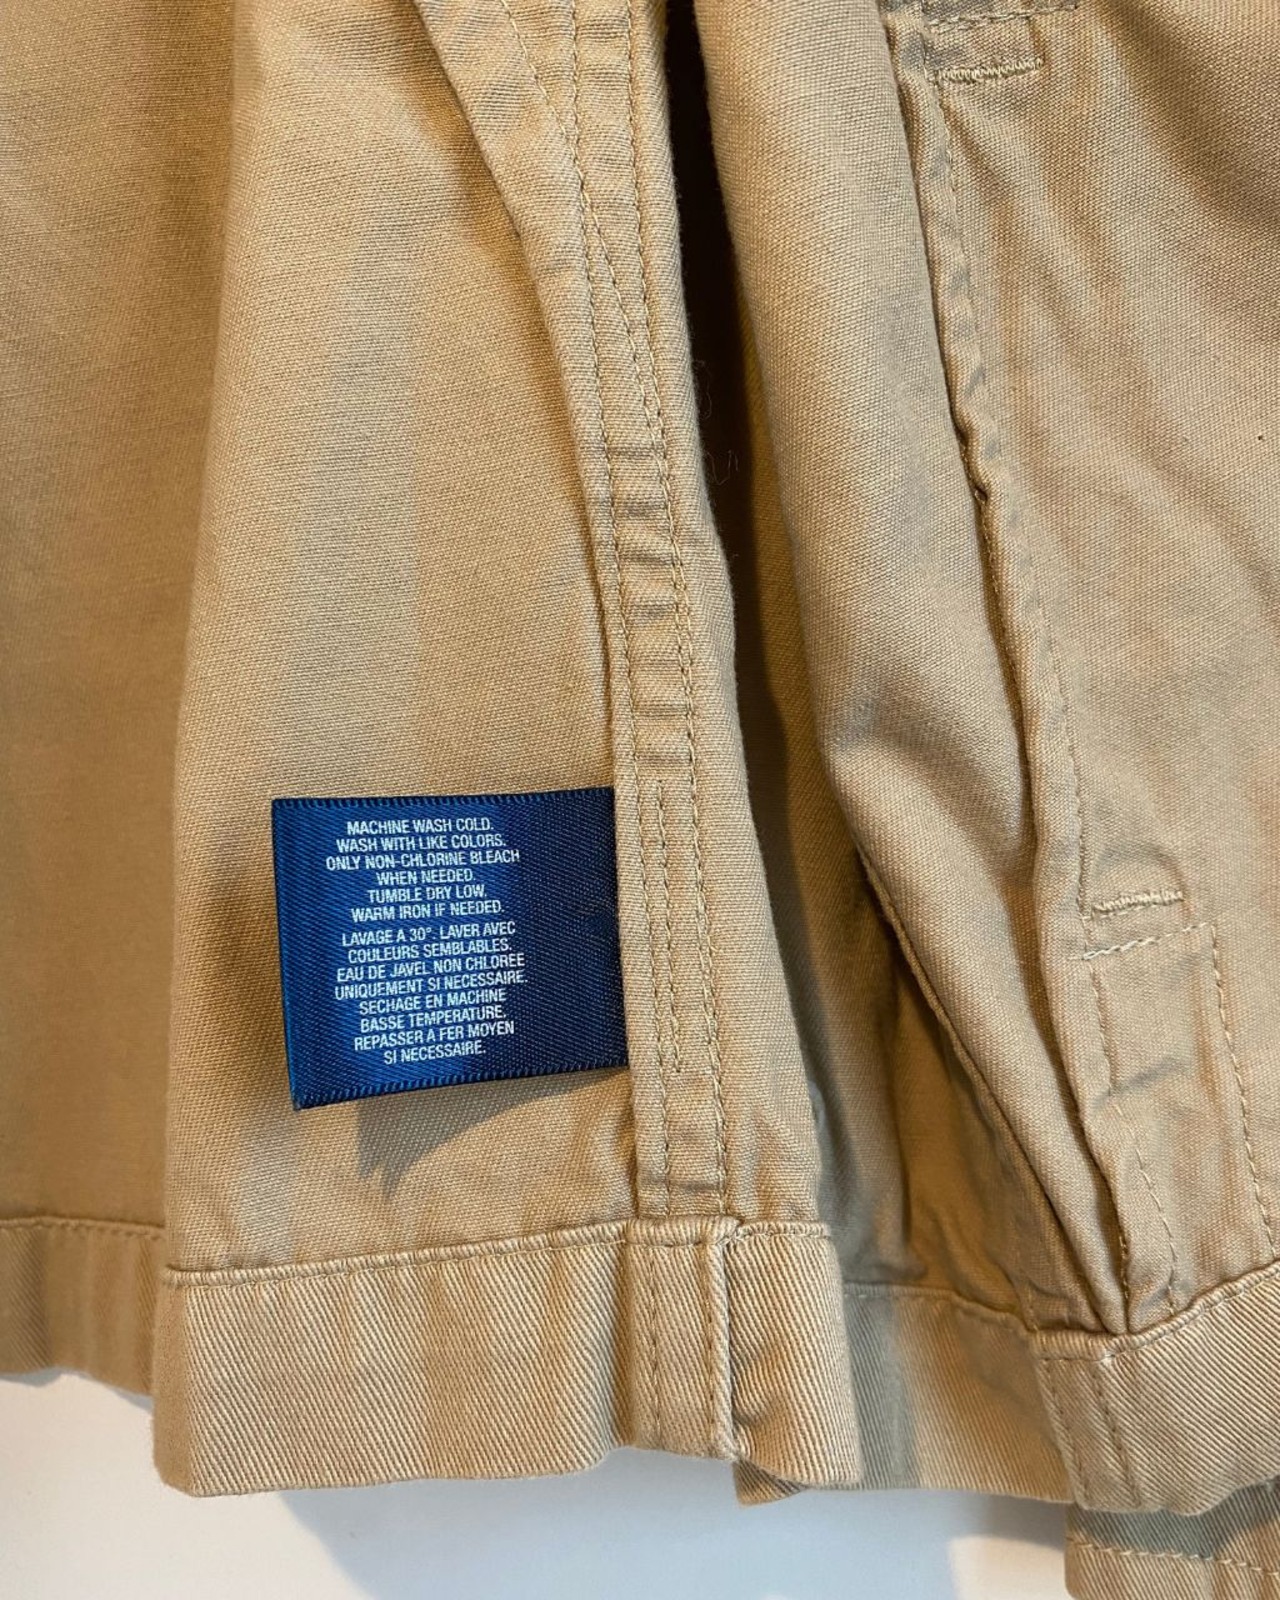 MACHINE WASH COLD.
WASH WITH LIKE COLORS.
ONLY NON-CHLORINE BLEACH
WHEN NEEDED.
TUMBLE DRY LOW.
WARM IRON IF NEEDED.
LAVAGE A 30°. LAVER AVEC
COULEURS SEMBLABLES.
EAU DE JAVEL NON CHLOREE
UNIQUEMENT SI NECESSAIRE.
SECHAGE EN MACHINE
BASSE TEMPERATURE.
REPASSER A FER MOYEN
SI NECESSAIRE.